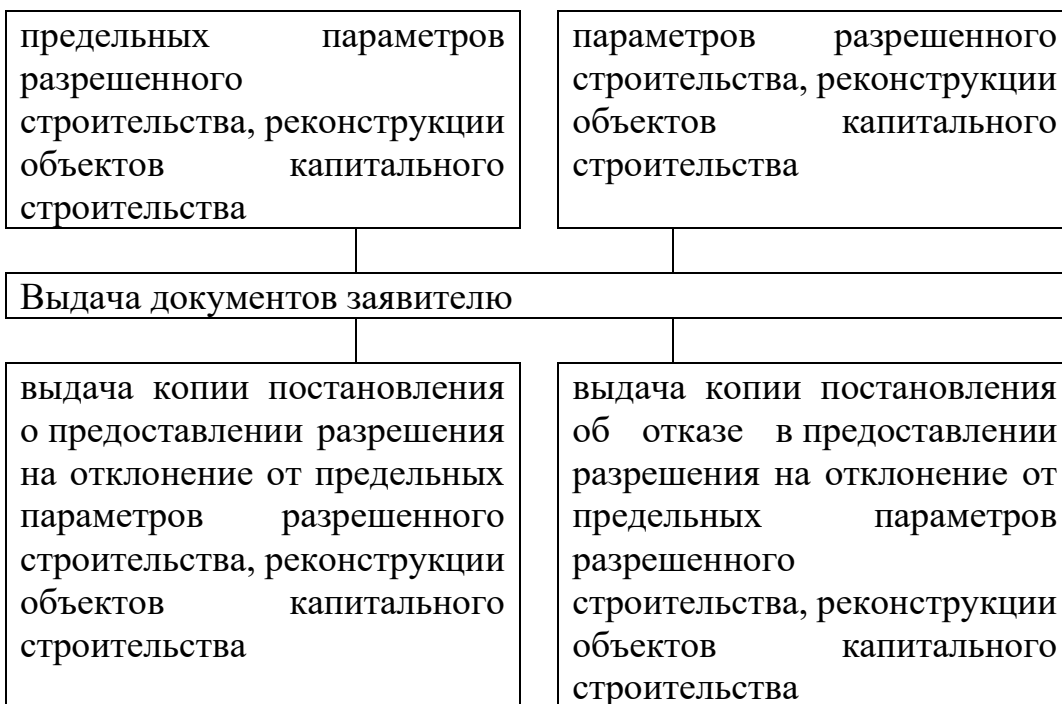 предельных параметров
разрешенного
строительства, реконструкции
объектов капитального
строительства
параметров разрешенного
строительства, реконструкции
объектов капитального
строительства
Выдача документов заявителю
выдача копии постановления
о предоставлении разрешения
на отклонение от предельных
параметров разрешенного
строительства, реконструкции
объектов капитального
строительства
выдача копии постановления
об отказе в предоставлении
разрешения на отклонение от
предельных параметров
разрешенного
строительства, реконструкции
объектов капитального
строительства